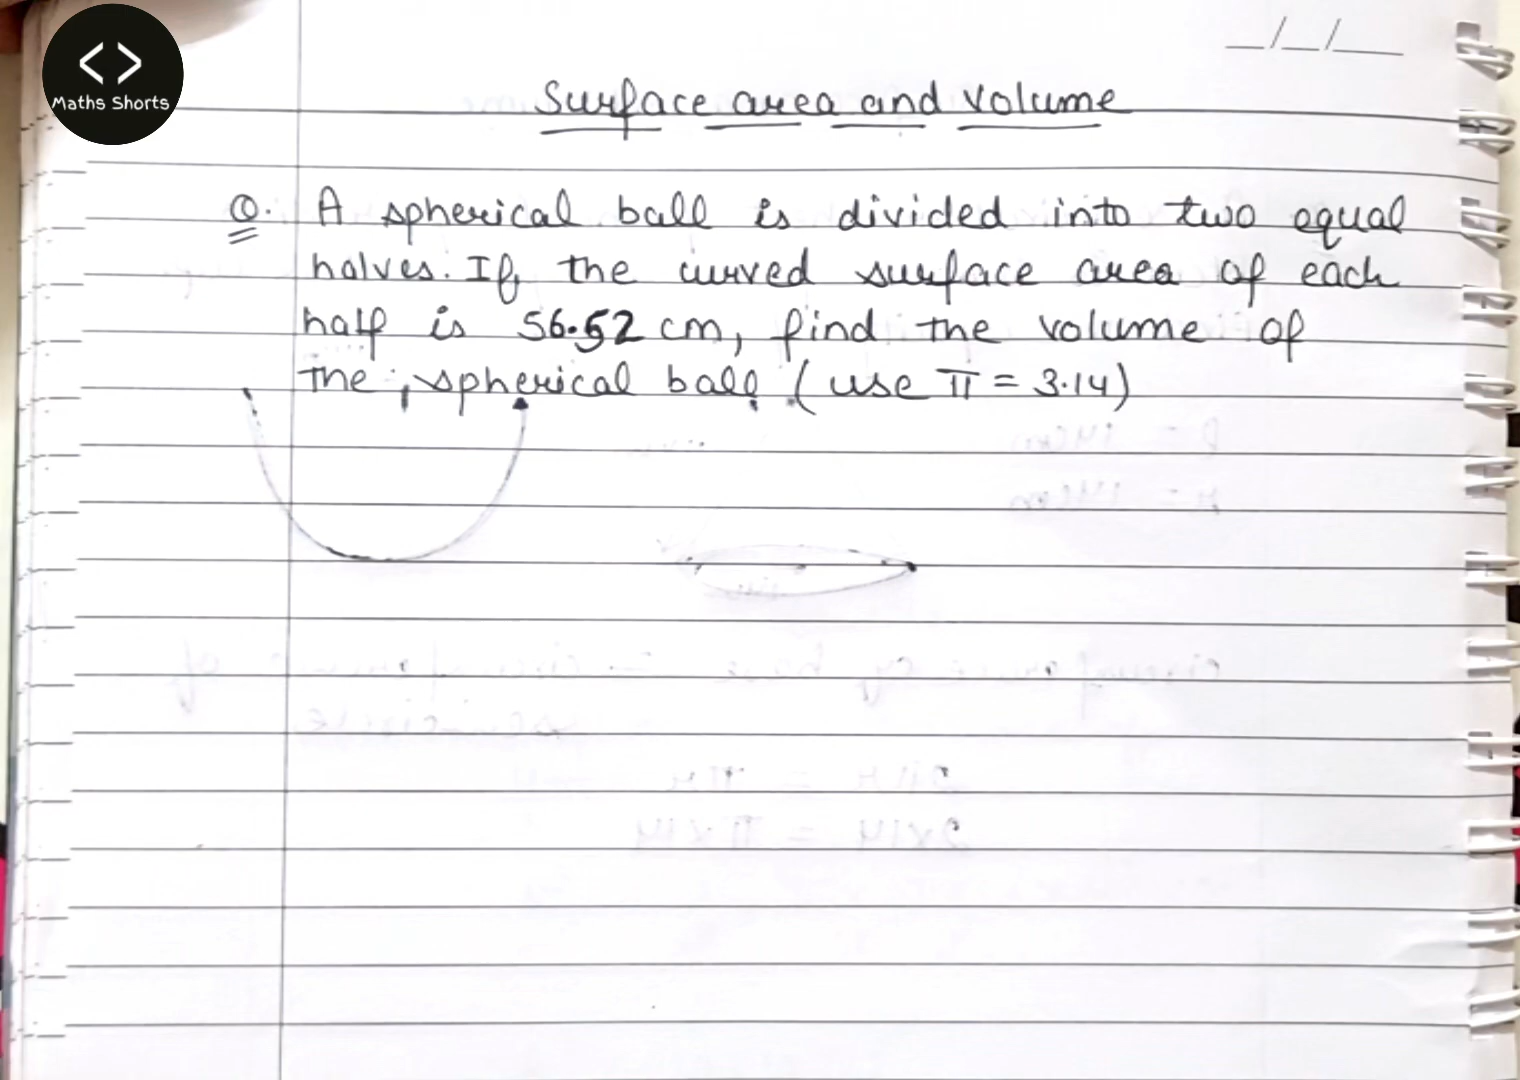 < >
Maths Shorts
_/_/__
Surface area and volume
Q. A spherical ball is divided into two equal
halves. If the curved surface area of each
half is 56.52 cm, find the volume of
the spherical ball (use π = 3.14)